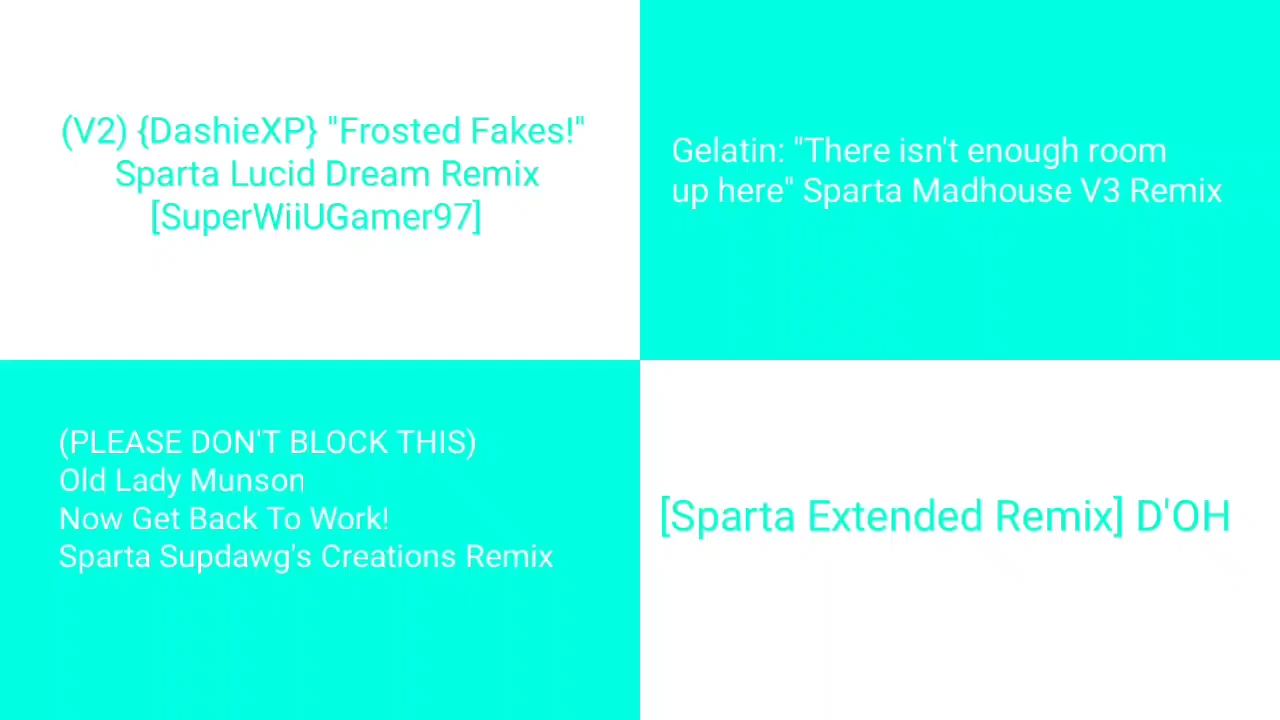 (V2) {DashieXP} "Frosted Fakes!"
Sparta Lucid Dream Remix
[SuperWiiUGamer97]
Gelatin: "There isn't enough room
up here" Sparta Madhouse V3 Remix
(PLEASE DON'T BLOCK THIS)
Old Lady Munson
Now Get Back To Work!
Sparta Supdawg's Creations Remix
[Sparta Extended Remix] D'OH